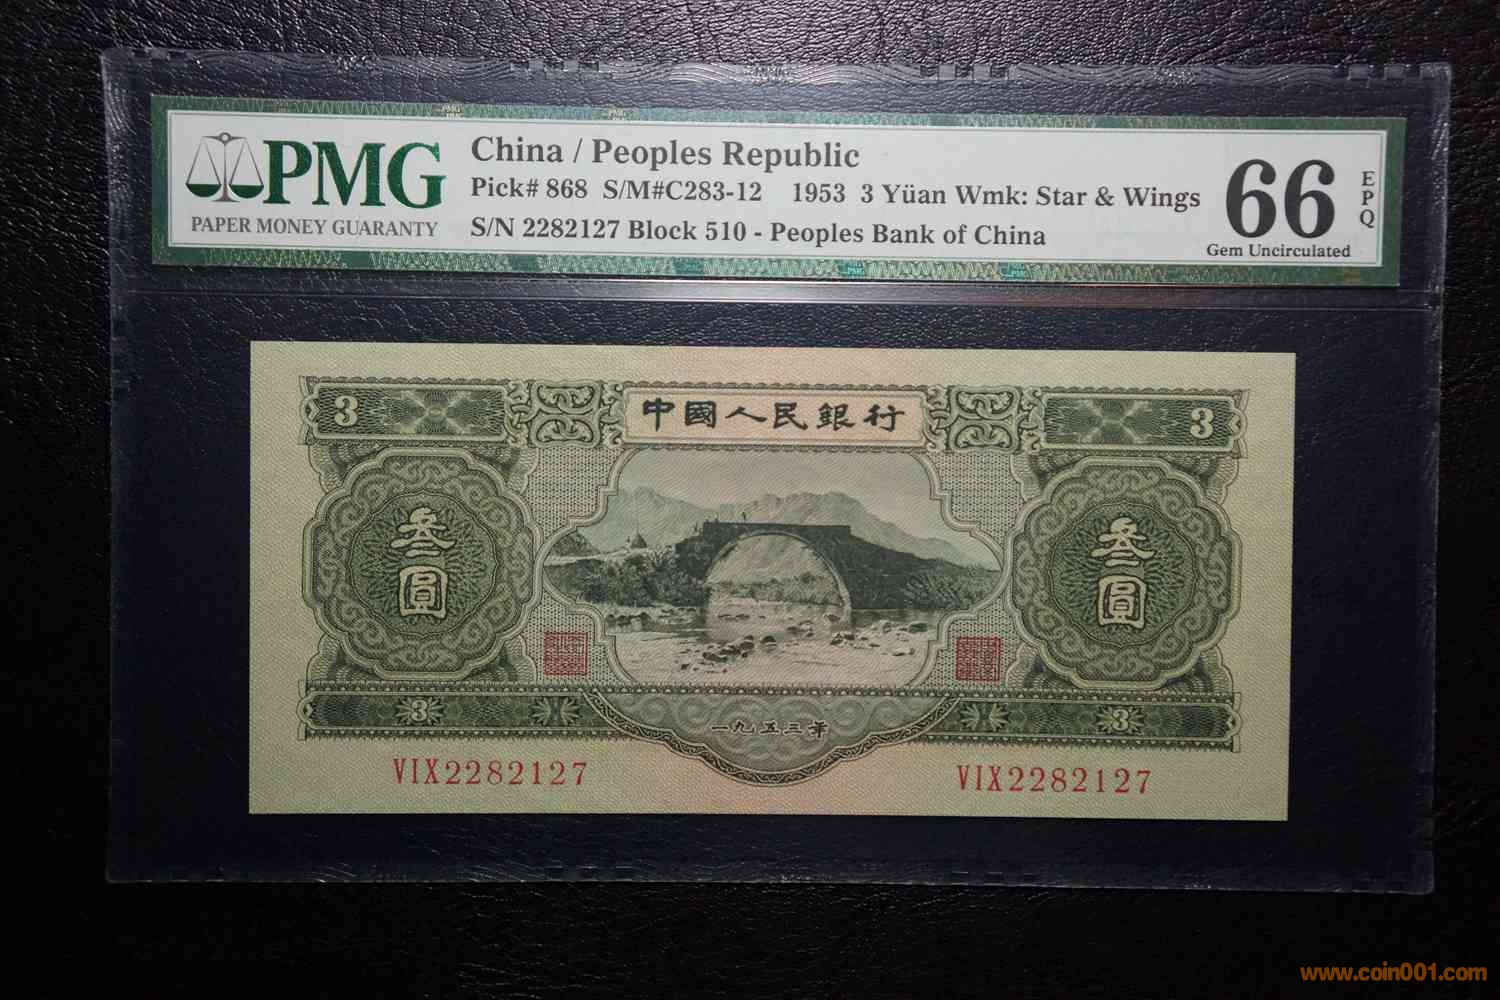 PMG
PAPER MONEY GUARANTY
China / Peoples Republic
Pick# 868 S/M#C283-12 1953 3 Yüan Wmk: Star & Wings
S/N 2282127 Block 510 - Peoples Bank of China
66
EPQ
Gem Uncirculated
3 中國人民銀行 3
叁圓 叁圓
3 一九五三年 3
VIX2282127 VIX2282127
www.coin001.com